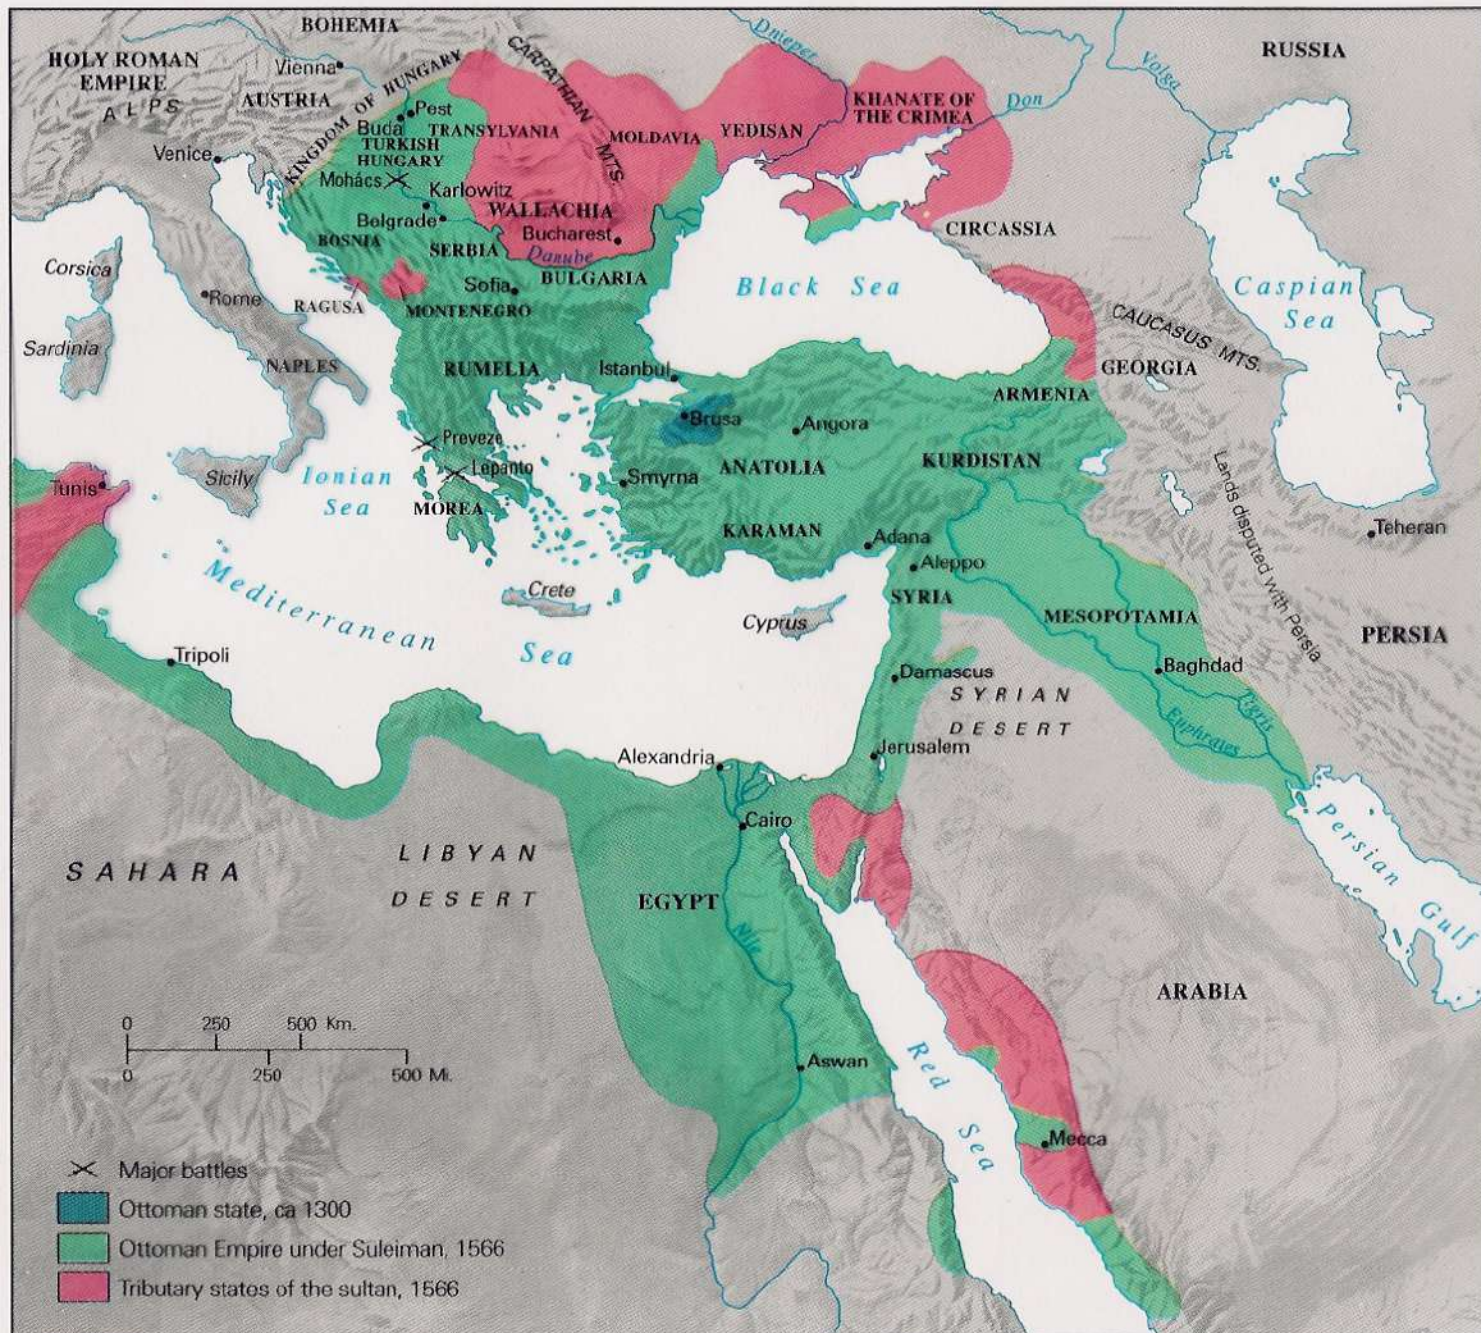 BOHEMIA
HOLY ROMAN
EMPIRE
ALPS
Vienna
AUSTRIA
KINGDOM OF HUNGARY
CARPATHIAN
MTS.
Dnieper
Volga
RUSSIA
Don
KHANATE OF
THE CRIMEA
Pest
Buda
TRANSYLVANIA
TURKISH
HUNGARY
MOLDAVIA
YEDISAN
Venice
Mohács
Karlowitz
Belgrade
WALLACHIA
Bucharest
Danube
BOSNIA
SERBIA
BULGARIA
CIRCASSIA
Corsica
Rome
RAGUSA
Sofia
MONTENEGRO
Black Sea
Caspian
Sea
CAUCASUS MTS.
Sardinia
NAPLES
RUMELIA
Istanbul
GEORGIA
ARMENIA
Brusa
Angora
Preveze
Lepanto
ANATOLIA
KURDISTAN
Tunis
Sicily
Ionian
Sea
MOREA
Smyrna
KARAMAN
Adana
Aleppo
SYRIA
Lands disputed with Persia
Teheran
Mediterranean
Sea
Crete
Cyprus
MESOPOTAMIA
PERSIA
Tripoli
Damascus
SYRIAN
DESERT
Baghdad
Tigris
Euphrates
Alexandria
Jerusalem
Cairo
Persian Gulf
SAHARA
LIBYAN
DESERT
EGYPT
Nile
ARABIA
0 250 500 Km.
0 250 500 Mi.
Aswan
Red Sea
Mecca
Major battles
Ottoman state, ca 1300
Ottoman Empire under Suleiman, 1566
Tributary states of the sultan, 1566